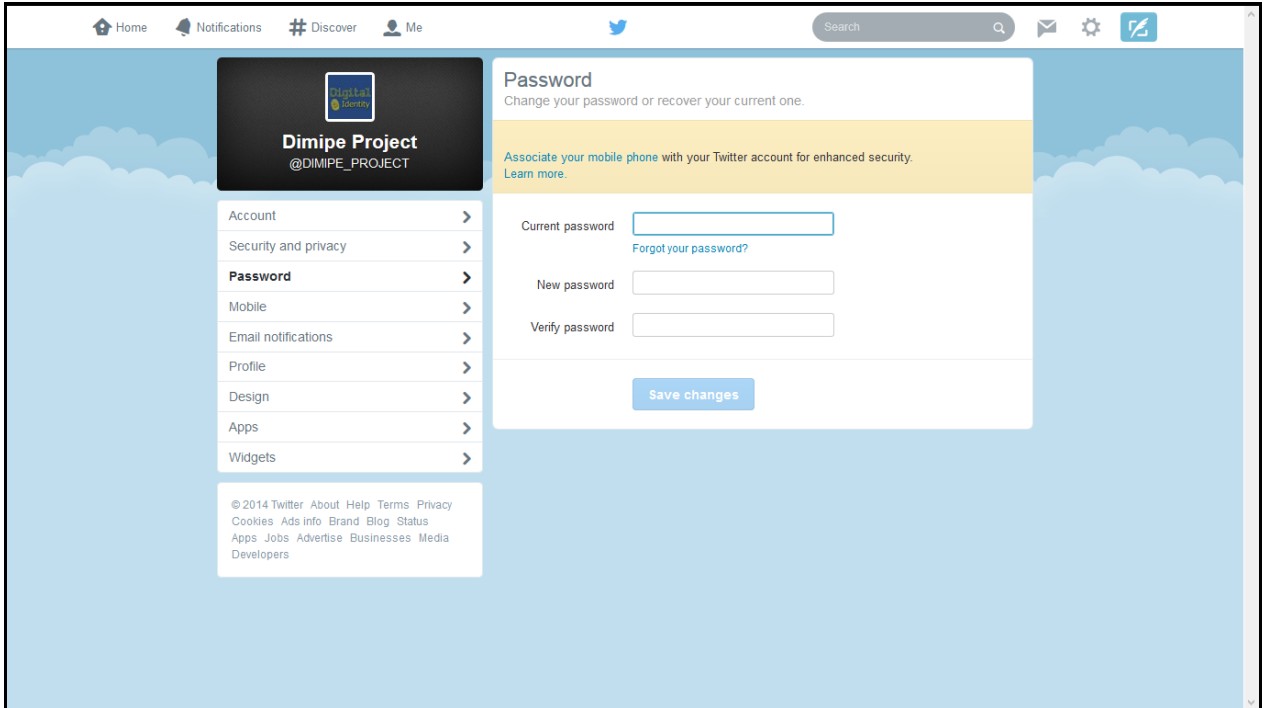 Home Notifications Discover Me Search
Digital
Identity
Dimipe Project
@DIMIPE_PROJECT
Account
Security and privacy
Password
Mobile
Email notifications
Profile
Design
Apps
Widgets
© 2014 Twitter About Help Terms Privacy
Cookies Ads info Brand Blog Status
Apps Jobs Advertise Businesses Media
Developers
Password
Change your password or recover your current one.
Associate your mobile phone with your Twitter account for enhanced security.
Learn more.
Current password
Forgot your password?
New password
Verify password
Save changes